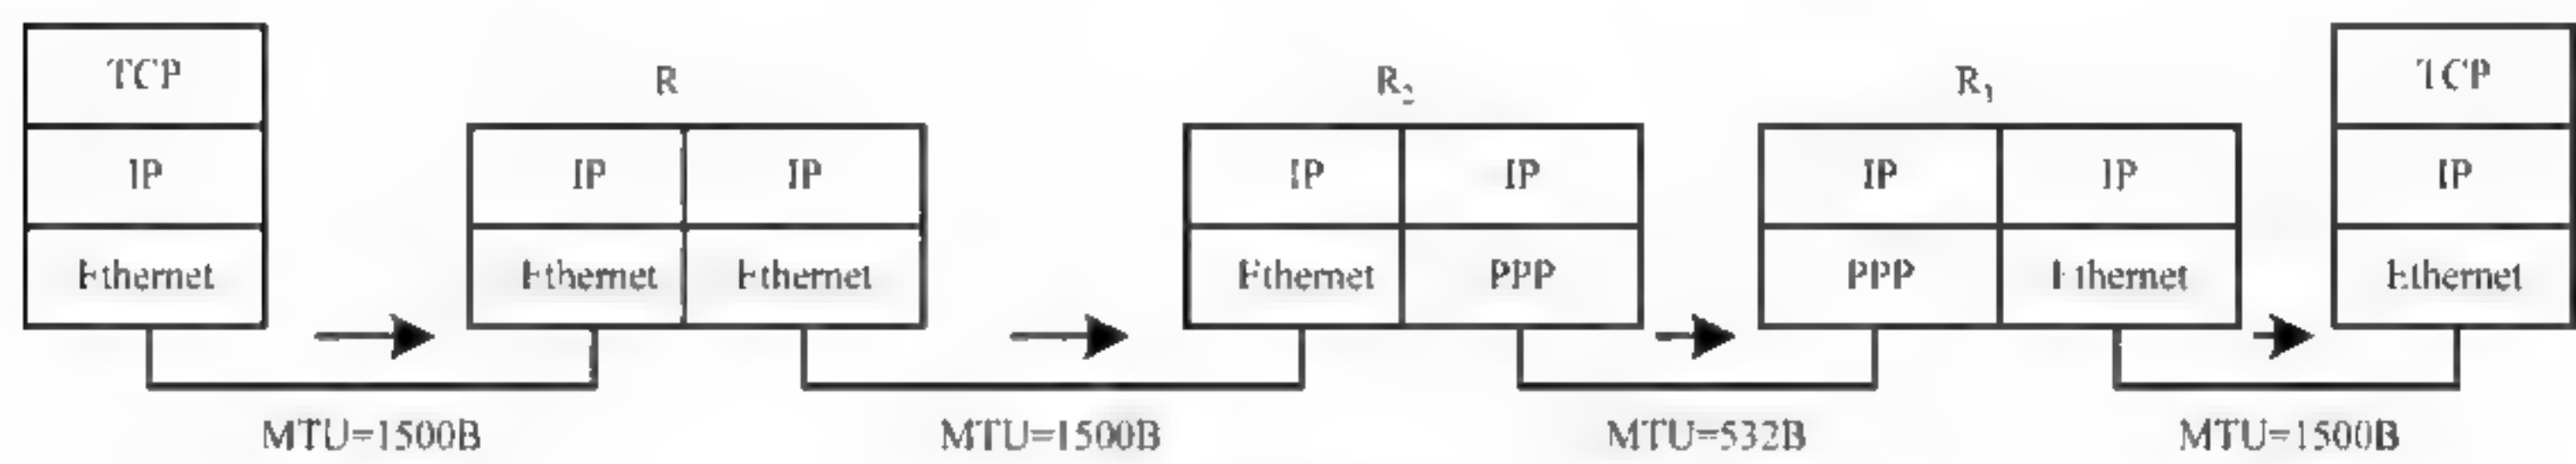 TCP
IP
Ethernet
MTU=1500B
R
IP IP
Ethernet Ethernet
MTU=1500B
R₂
IP IP
Ethernet PPP
MTU=532B
R₃
IP IP
PPP Ethernet
MTU=1500B
TCP
IP
Ethernet